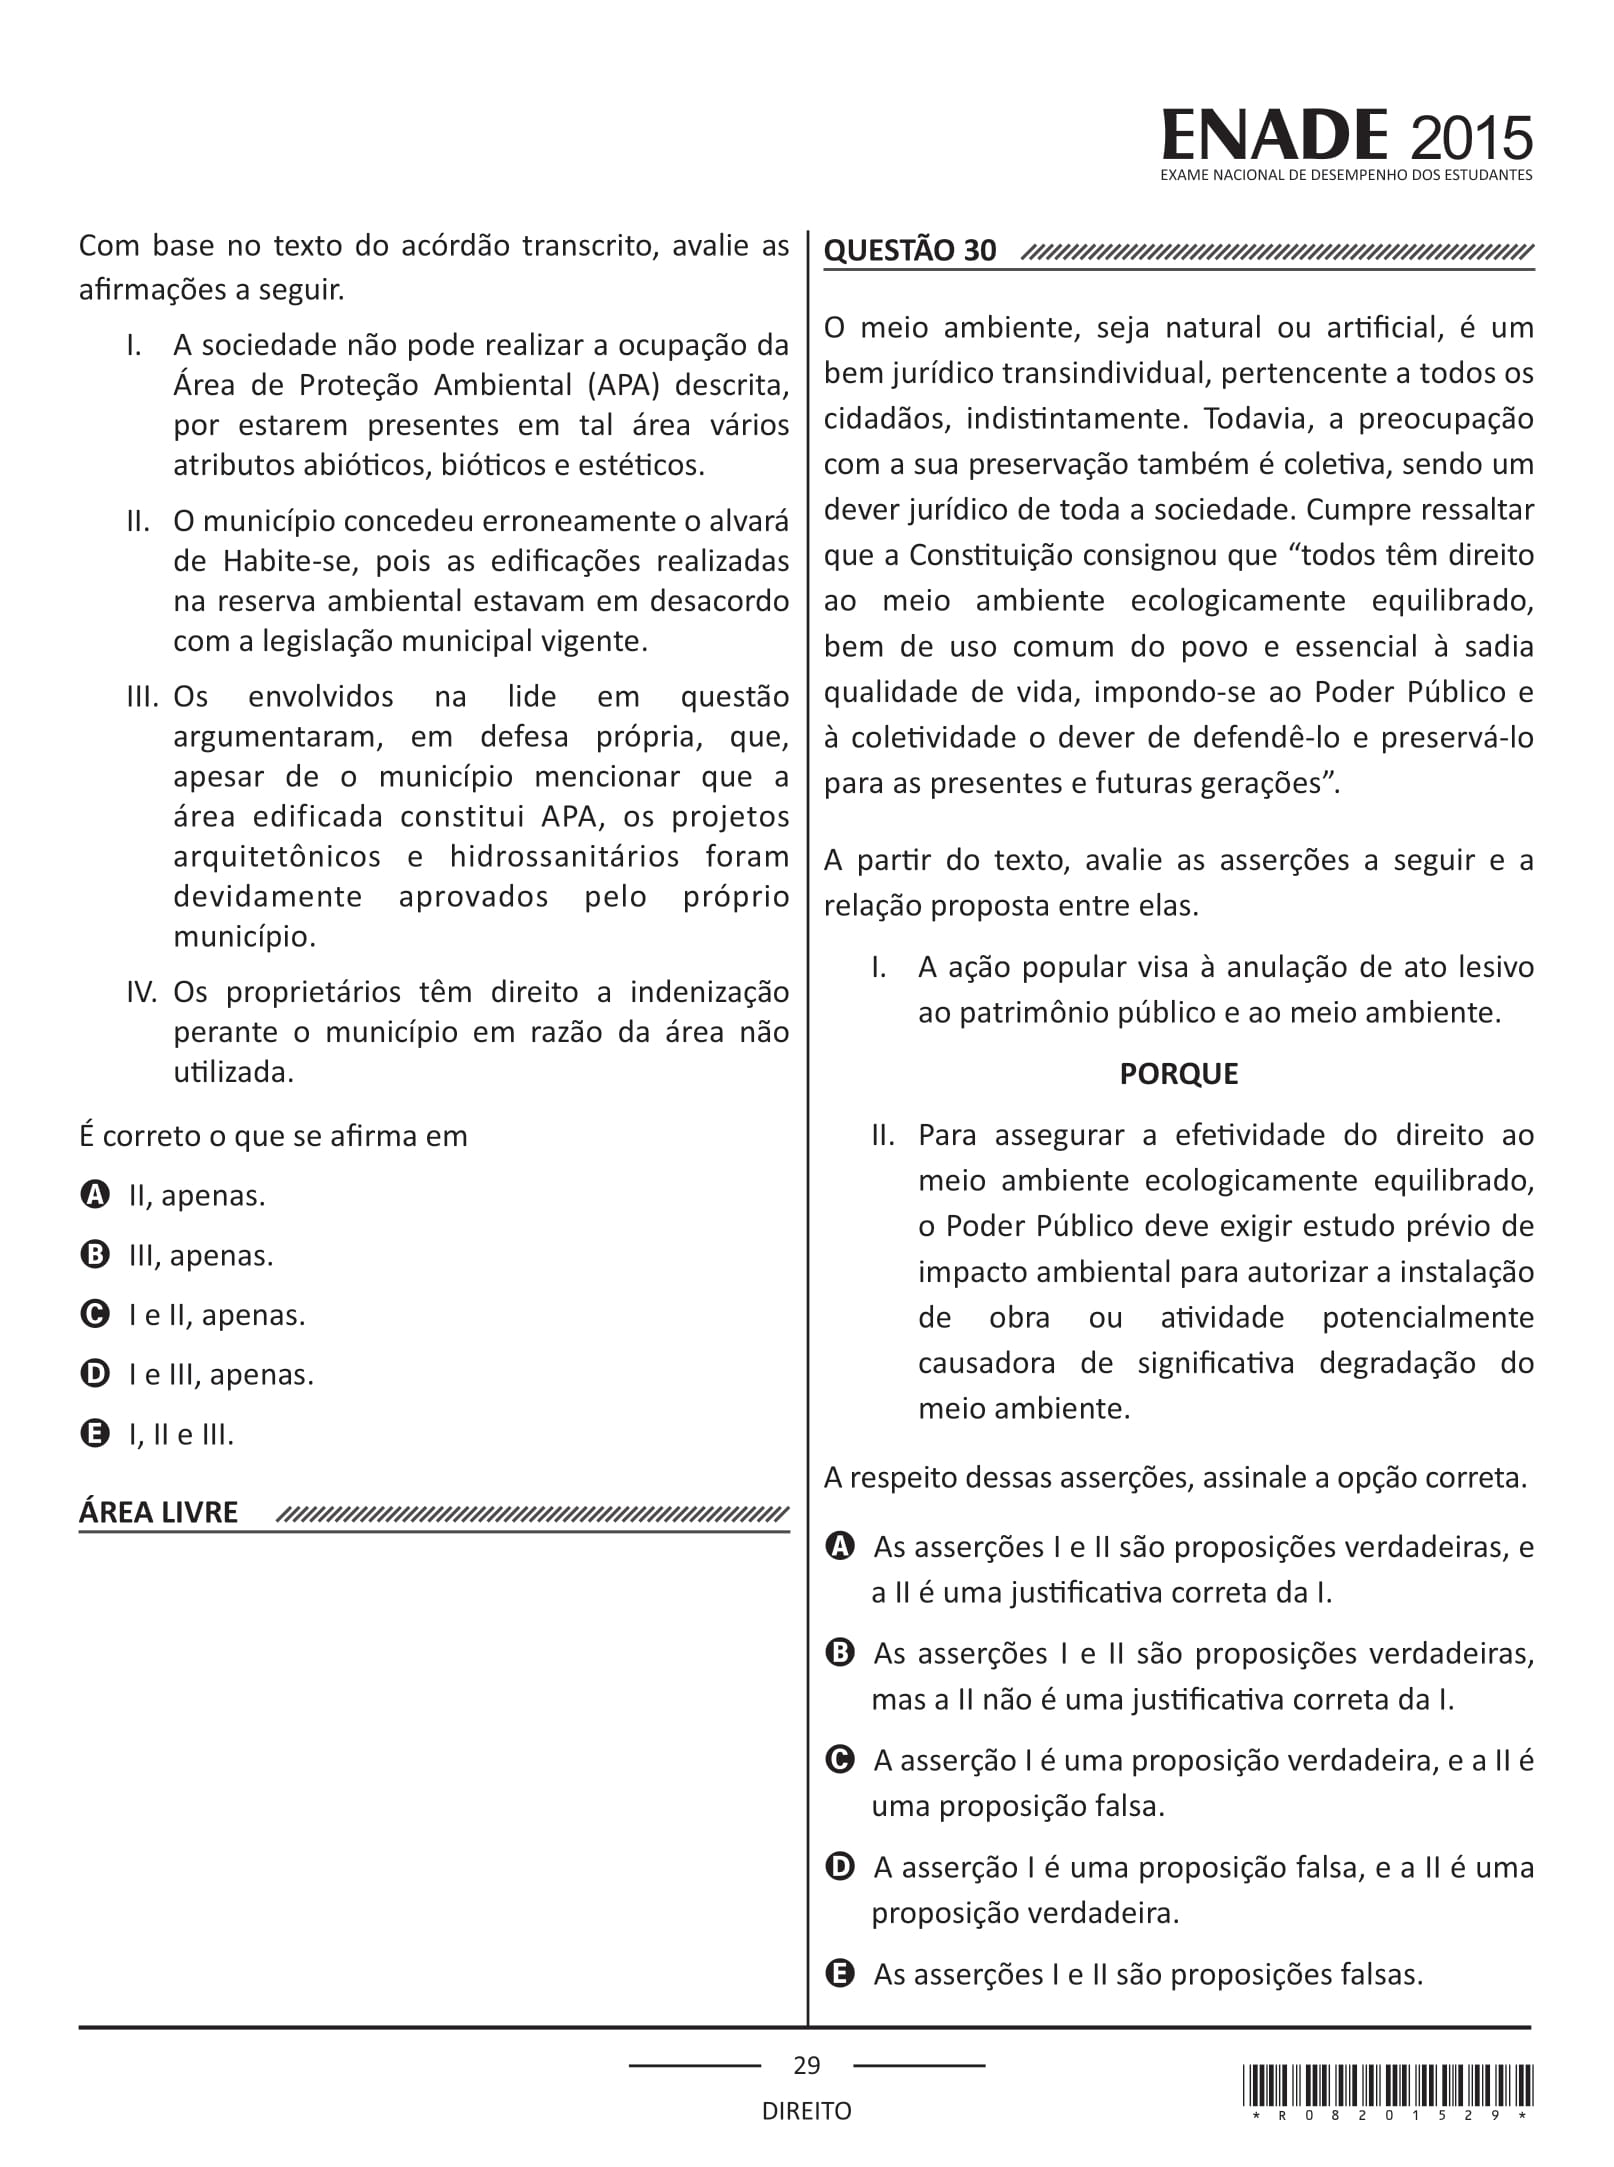 ENADE 2015
EXAME NACIONAL DE DESEMPENHO DOS ESTUDANTES
Com base no texto do acórdão transcrito, avalie as
afirmações a seguir.
I. A sociedade não pode realizar a ocupação da
Área de Proteção Ambiental (APA) descrita,
por estarem presentes em tal área vários
atributos abióticos, bióticos e estéticos.
II. O município concedeu erroneamente o alvará
de Habite-se, pois as edificações realizadas
na reserva ambiental estavam em desacordo
com a legislação municipal vigente.
III. Os envolvidos na lide em questão
argumentaram, em defesa própria, que,
apesar de o município mencionar que a
área edificada constitui APA, os projetos
arquitetônicos e hidrossanitários foram
devidamente aprovados pelo próprio
município.
IV. Os proprietários têm direito a indenização
perante o município em razão da área não
utilizada.
É correto o que se afirma em
A II, apenas.
B III, apenas.
C I e II, apenas.
D I e III, apenas.
E I, II e III.
ÁREA LIVRE
QUESTÃO 30
O meio ambiente, seja natural ou artificial, é um
bem jurídico transindividual, pertencente a todos os
cidadãos, indistintamente. Todavia, a preocupação
com a sua preservação também é coletiva, sendo um
dever jurídico de toda a sociedade. Cumpre ressaltar
que a Constituição consignou que “todos têm direito
ao meio ambiente ecologicamente equilibrado,
bem de uso comum do povo e essencial à sadia
qualidade de vida, impondo-se ao Poder Público e
à coletividade o dever de defendê-lo e preservá-lo
para as presentes e futuras gerações”.
A partir do texto, avalie as asserções a seguir e a
relação proposta entre elas.
I. A ação popular visa à anulação de ato lesivo
ao patrimônio público e ao meio ambiente.
PORQUE
II. Para assegurar a efetividade do direito ao
meio ambiente ecologicamente equilibrado,
o Poder Público deve exigir estudo prévio de
impacto ambiental para autorizar a instalação
de obra ou atividade potencialmente
causadora de significativa degradação do
meio ambiente.
A respeito dessas asserções, assinale a opção correta.
A As asserções I e II são proposições verdadeiras, e
a II é uma justificativa correta da I.
B As asserções I e II são proposições verdadeiras,
mas a II não é uma justificativa correta da I.
C A asserção I é uma proposição verdadeira, e a II é
uma proposição falsa.
D A asserção I é uma proposição falsa, e a II é uma
proposição verdadeira.
E As asserções I e II são proposições falsas.
29
DIREITO
*R08201529*